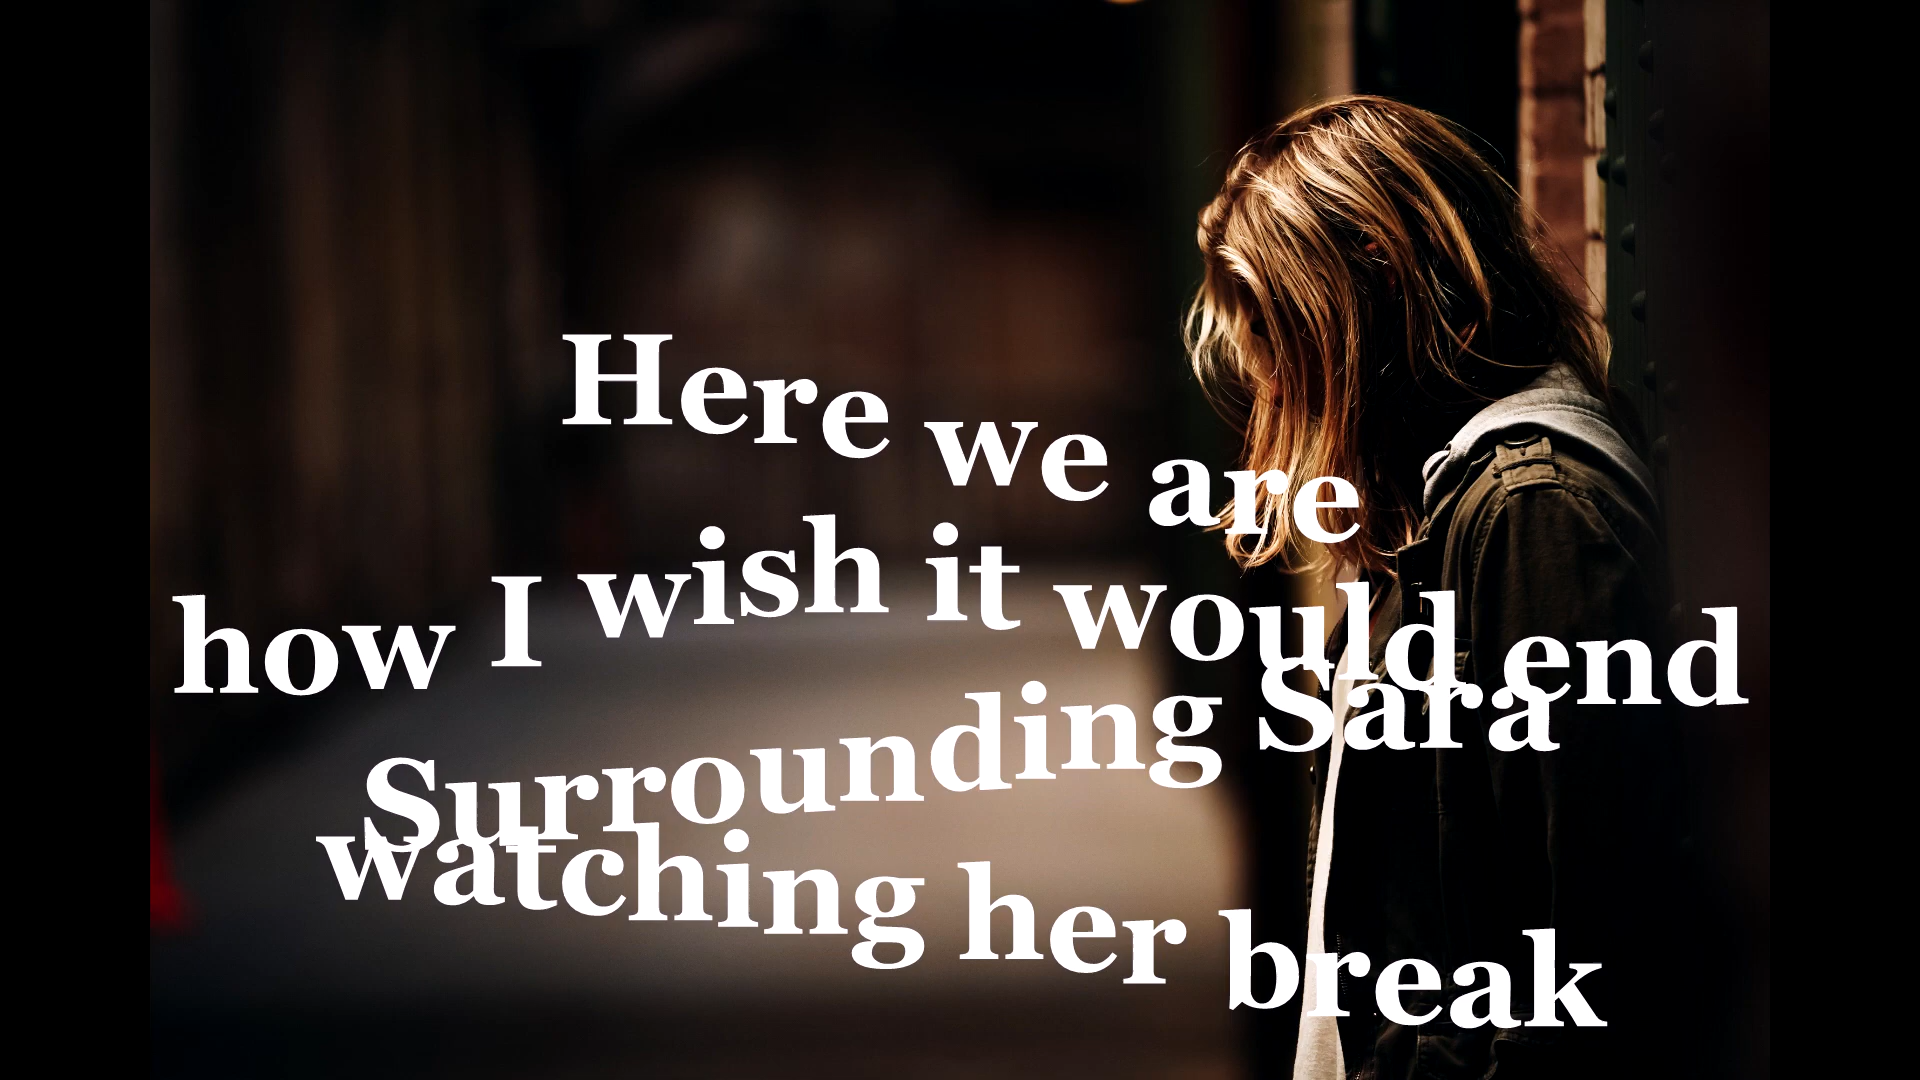 Here we are
how I wish it would end
Surrounding Sara
watching her break